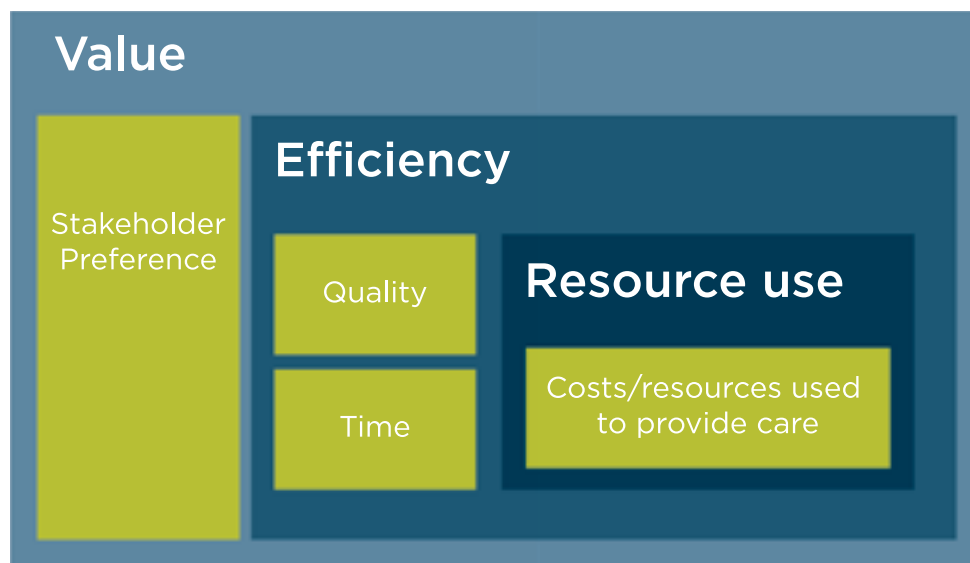 Value
Stakeholder
Preference
Efficiency
Quality
Time
Resource use
Costs/resources used
to provide care